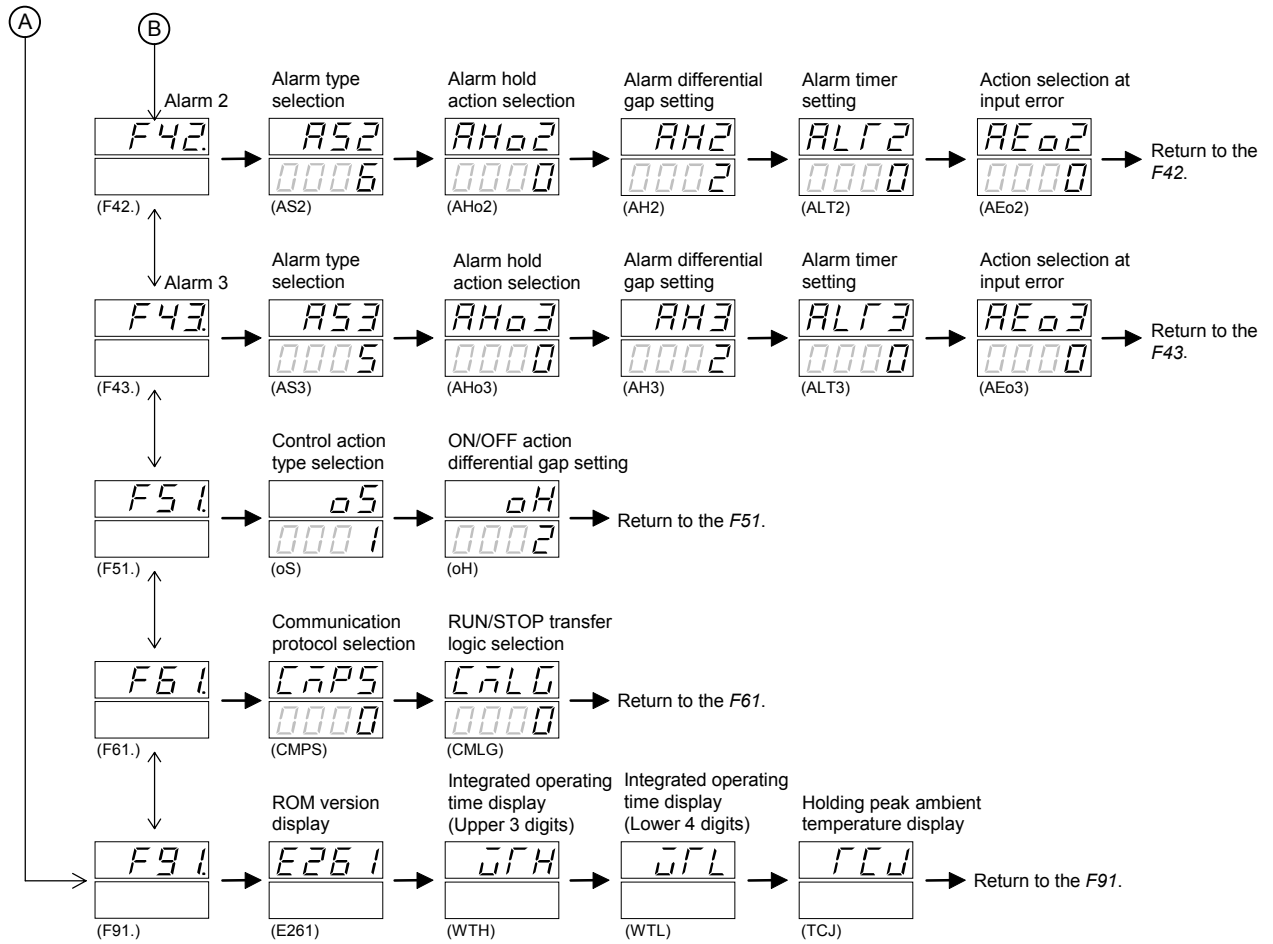 A
B
Alarm 2
Alarm type
selection
Alarm hold
action selection
Alarm differential
gap setting
Alarm timer
setting
Action selection at
input error
F42.
AS2
AHo2
AH2
ALT2
AEo2
0006
0000
0002
0000
0000
Return to the
F42.
(F42.)
(AS2)
(AHo2)
(AH2)
(ALT2)
(AEo2)
Alarm 3
Alarm type
selection
Alarm hold
action selection
Alarm differential
gap setting
Alarm timer
setting
Action selection at
input error
F43.
AS3
AHo3
AH3
ALT3
AEo3
0005
0000
0002
0000
0000
Return to the
F43.
(F43.)
(AS3)
(AHo3)
(AH3)
(ALT3)
(AEo3)
Control action
type selection
ON/OFF action
differential gap setting
F51.
oS
oH
0001
0002
Return to the F51.
(F51.)
(oS)
(oH)
Communication
protocol selection
RUN/STOP transfer
logic selection
F61.
CMPS
CMLG
0000
0000
Return to the F61.
(F61.)
(CMPS)
(CMLG)
ROM version
display
Integrated operating
time display
(Upper 3 digits)
Integrated operating
time display
(Lower 4 digits)
Holding peak ambient
temperature display
F91.
E261
WTH
WTL
TCJ
Return to the F91.
(F91.)
(E261)
(WTH)
(WTL)
(TCJ)